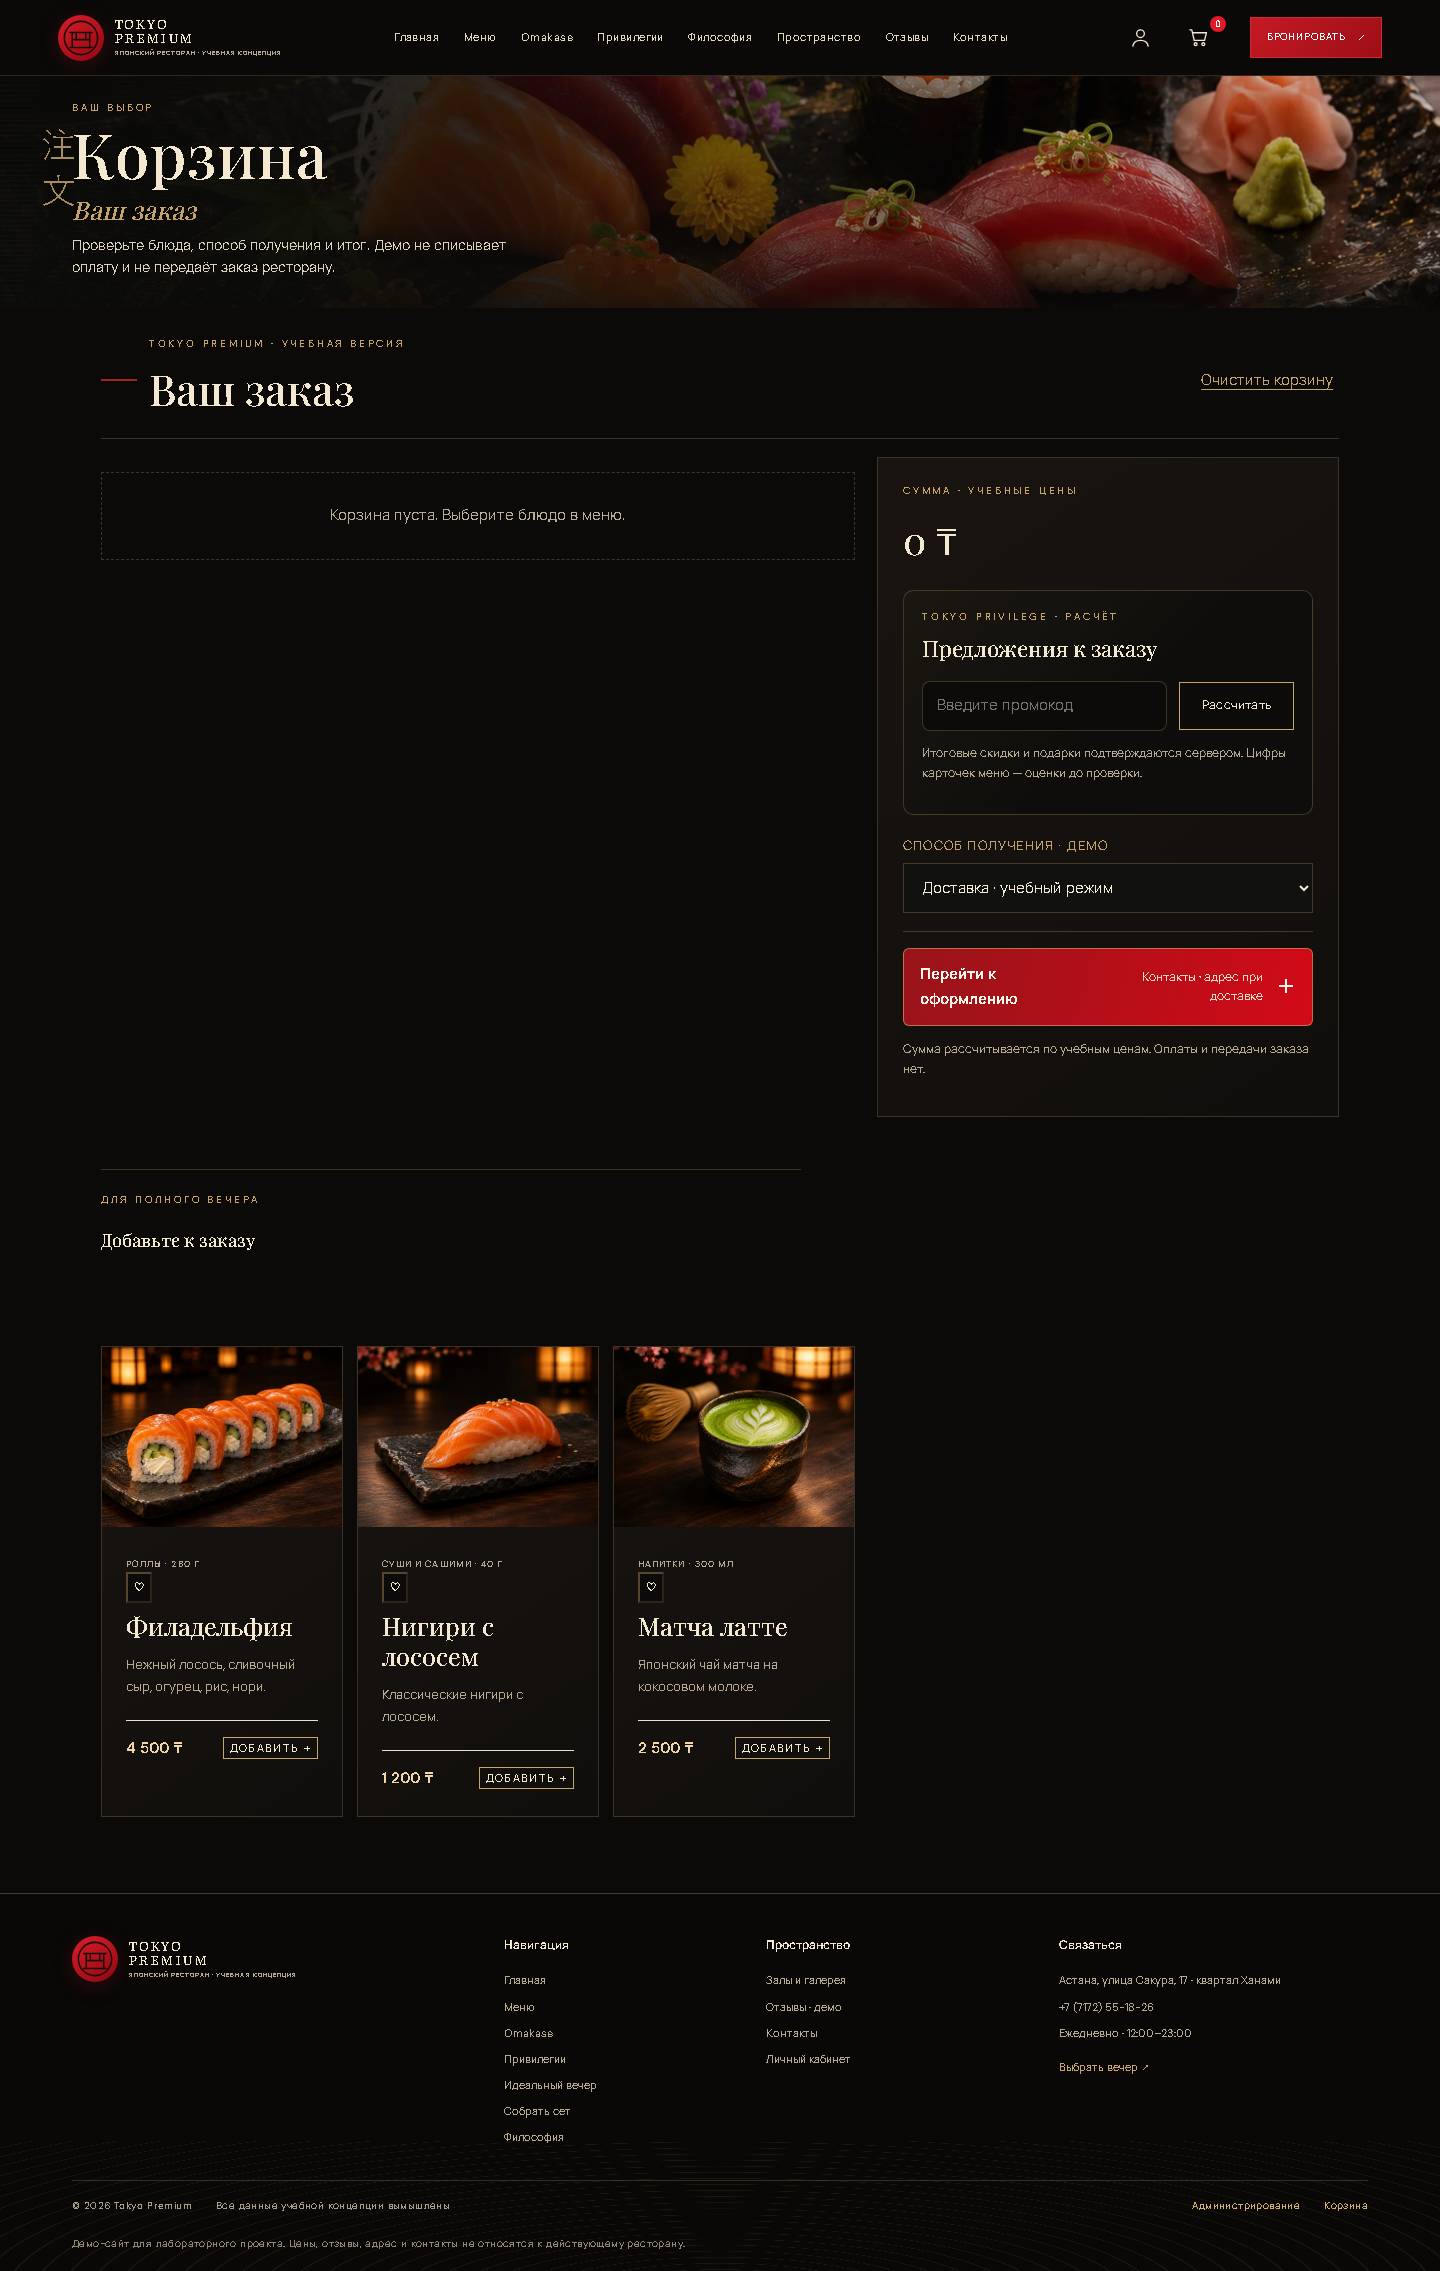 TOKYO
PREMIUM
ЯПОНСКИЙ РЕСТОРАН · УЧЕБНАЯ КОНЦЕПЦИЯ
Главная
Меню
Omakase
Привилегии
Философия
Пространство
Отзывы
Контакты
0
БРОНИРОВАТЬ ↗
ВАШ ВЫБОР
注文
Корзина
Ваш заказ
Проверьте блюда, способ получения и итог. Демо не списывает
оплату и не передаёт заказ ресторану.
TOKYO PREMIUM · УЧЕБНАЯ ВЕРСИЯ
Ваш заказ
Очистить корзину
Корзина пуста. Выберите блюдо в меню.
СУММА · УЧЕБНЫЕ ЦЕНЫ
0 ₸
TOKYO PRIVILEGE · РАСЧЁТ
Предложения к заказу
Введите промокод
Рассчитать
Итоговые скидки и подарки подтверждаются сервером. Цифры
карточек меню — оценки до проверки.
СПОСОБ ПОЛУЧЕНИЯ · ДЕМО
Доставка · учебный режим
Перейти к
оформлению
Контакты · адрес при
доставке
+
Сумма рассчитывается по учебным ценам. Оплаты и передачи заказа
нет.
ДЛЯ ПОЛНОГО ВЕЧЕРА
Добавьте к заказу
РОЛЛЫ · 280 Г
♡
Филадельфия
Нежный лосось, сливочный
сыр, огурец, рис, нори.
4 500 ₸
ДОБАВИТЬ +
СУШИ И САШИМИ · 40 Г
♡
Нигири с
лососем
Классические нигири с
лососем.
1 200 ₸
ДОБАВИТЬ +
НАПИТКИ · 300 МЛ
♡
Матча латте
Японский чай матча на
кокосовом молоке.
2 500 ₸
ДОБАВИТЬ +
TOKYO
PREMIUM
ЯПОНСКИЙ РЕСТОРАН · УЧЕБНАЯ КОНЦЕПЦИЯ
Навигация
Главная
Меню
Omakase
Привилегии
Идеальный вечер
Собрать сет
Философия
Пространство
Залы и галерея
Отзывы · демо
Контакты
Личный кабинет
Связаться
Астана, улица Сакура, 17 · квартал Ханами
+7 (7172) 55-18-26
Ежедневно · 12:00–23:00
Выбрать вечер ↗
© 2026 Tokyo Premium
Все данные учебной концепции вымышлены
Администрирование
Корзина
Демо-сайт для лабораторного проекта. Цены, отзывы, адрес и контакты не относятся к действующему ресторану.